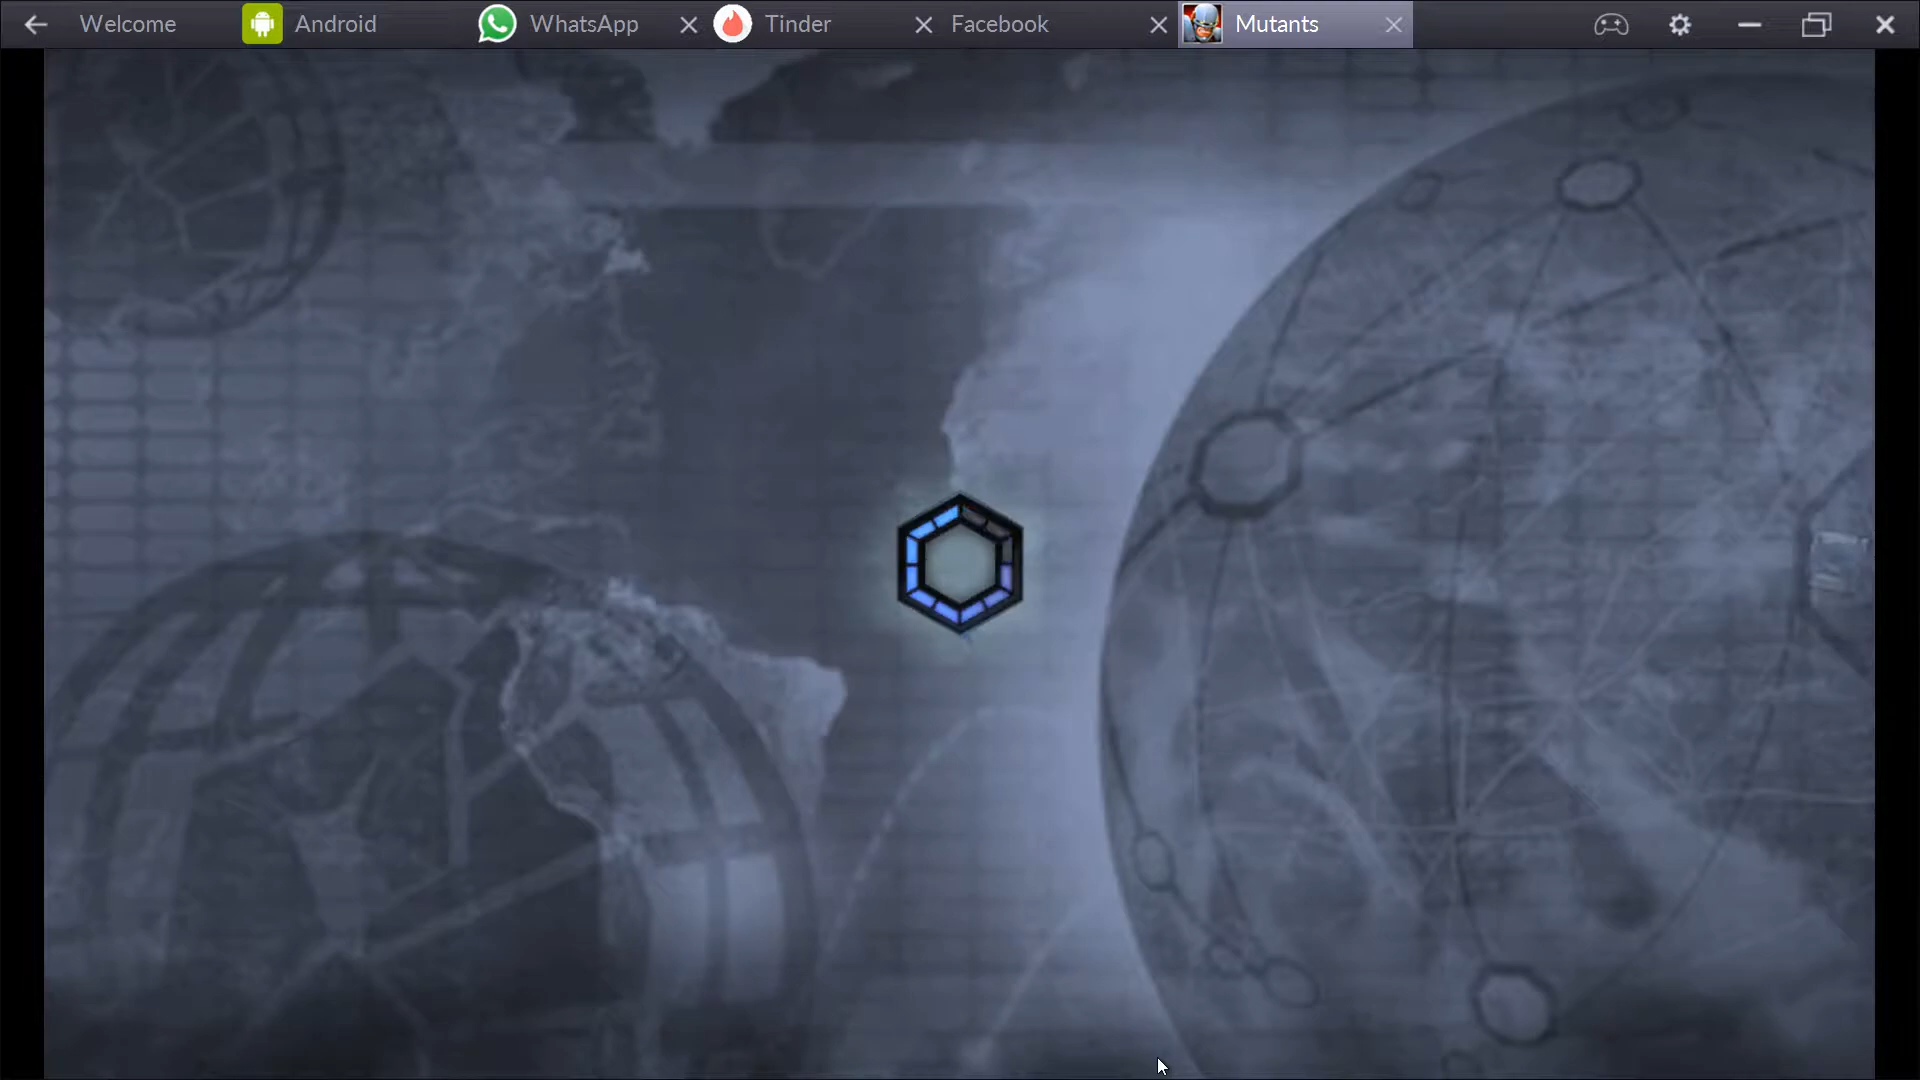 Welcome
Android
WhatsApp
Tinder
Facebook
Mutants